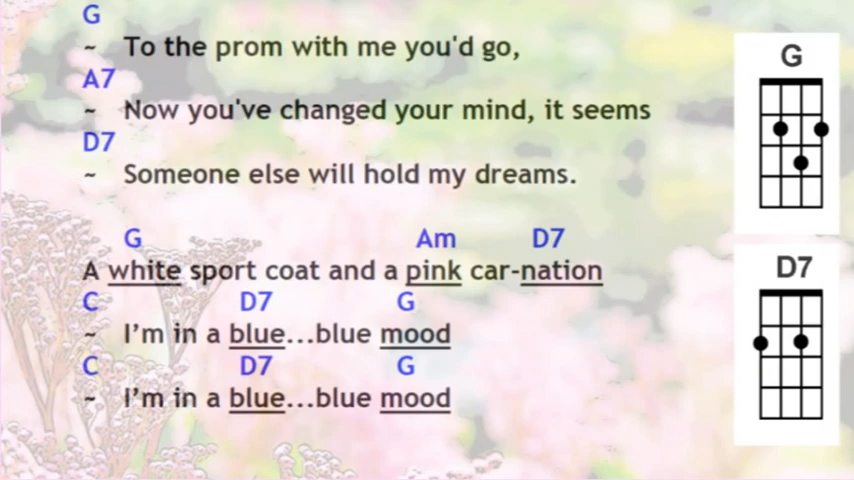 G
~ To the prom with me you'd go,
A7
~ Now you've changed your mind, it seems
D7
~ Someone else will hold my dreams.
G Am D7
A white sport coat and a pink car-nation
C D7 G
~ I'm in a blue...blue mood
C D7 G
~ I'm in a blue...blue mood
G
D7